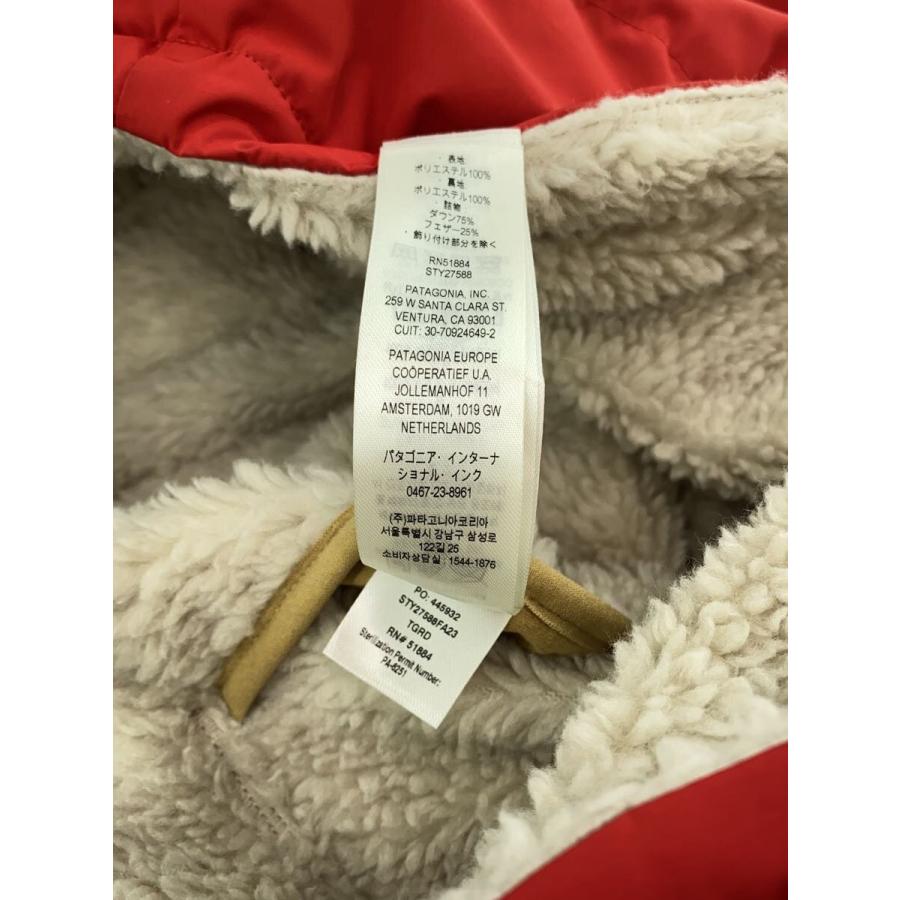 ・表地
ポリエステル100%
・裏地
ポリエステル100%
・詰物
ダウン75%
フェザー25%
・飾り付け部分を除く
RN51884
STY27588
PATAGONIA, INC.
259 W SANTA CLARA ST.
VENTURA, CA 93001
CUIT: 30-70924649-2
PATAGONIA EUROPE
COÖPERATIEF U.A.
JOLLEMANHOF 11
AMSTERDAM, 1019 GW
NETHERLANDS
パタゴニア・インターナ
ショナル・インク
0467-23-8961
(주)파타고니아코리아
서울특별시 강남구 삼성로
122길 25
소비자상담실 : 1544-1876
PO: 445932
STY27588FA23
TGRD
RN# 51884
Sterilization Permit Number:
PA-8251